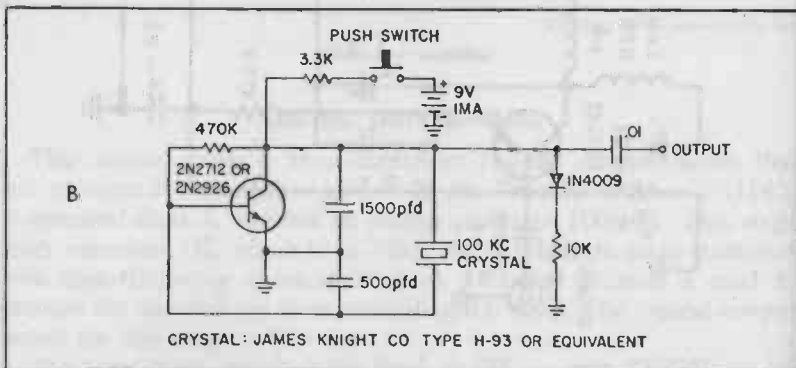 PUSH SWITCH
3.3K
9V
1MA
470K
.01
OUTPUT
2N2712 OR
2N2926
B
1N4009
1500pfd
100 KC
CRYSTAL
10K
500pfd
CRYSTAL: JAMES KNIGHT CO TYPE H-93 OR EQUIVALENT